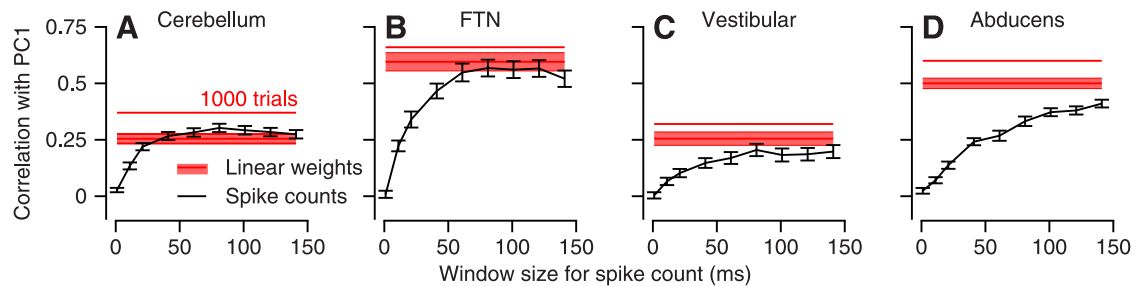 A Cerebellum
B FTN
C Vestibular
D Abducens
0.75
0.5
0.25
0
Correlation with PC1
1000 trials
Linear weights
Spike counts
0 50 100 150
0 50 100 150
0 50 100 150
0 50 100 150
Window size for spike count (ms)